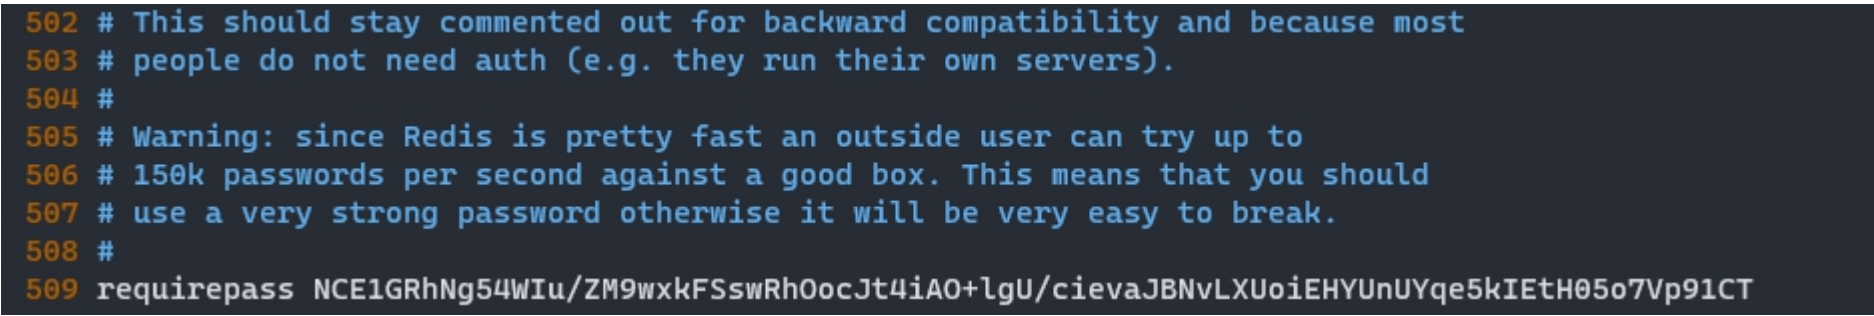 502 # This should stay commented out for backward compatibility and because most
503 # people do not need auth (e.g. they run their own servers).
504 #
505 # Warning: since Redis is pretty fast an outside user can try up to
506 # 150k passwords per second against a good box. This means that you should
507 # use a very strong password otherwise it will be very easy to break.
508 #
509 requirepass NCE1GRhNg54WIu/ZM9wxkFSswRhOocJt4iAO+lgU/cievaJBNvLXUoiEHYUnUYqe5kIEtH05o7Vp91CT